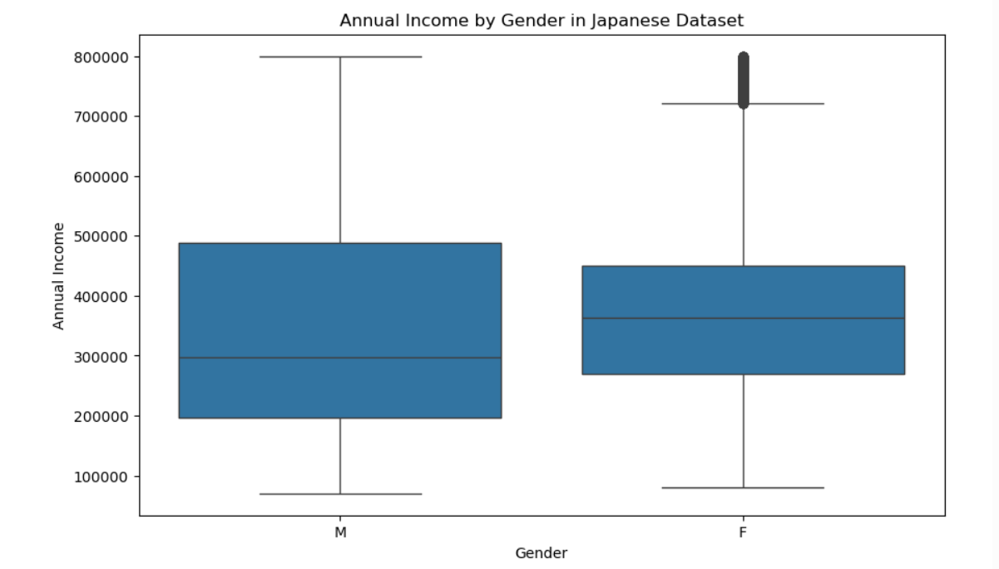 Annual Income by Gender in Japanese Dataset
800000
700000
600000
500000
400000
300000
200000
100000
Annual Income
M
F
Gender